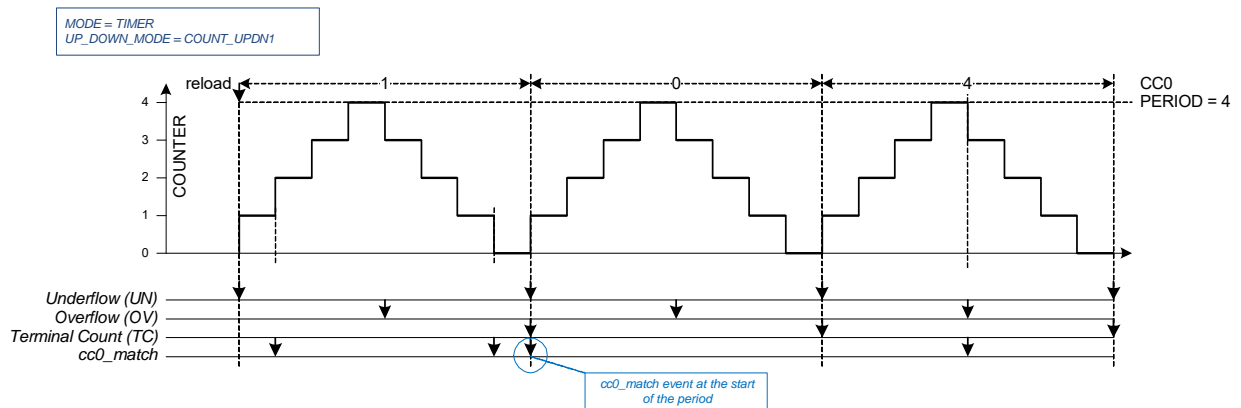 MODE = TIMER
UP_DOWN_MODE = COUNT_UPDN1
reload 1 0 4 CC0
PERIOD = 4
COUNTER
4
3
2
1
0
Underflow (UN)
Overflow (OV)
Terminal Count (TC)
cc0_match
cc0_match event at the start
of the period